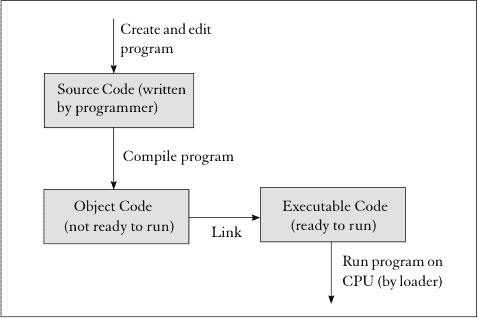 Create and edit
program
Source Code (written
by programmer)
Compile program
Object Code
(not ready to run)
Link
Executable Code
(ready to run)
Run program on
CPU (by loader)